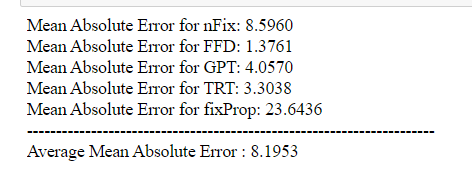 Mean Absolute Error for nFix: 8.5960
Mean Absolute Error for FFD: 1.3761
Mean Absolute Error for GPT: 4.0570
Mean Absolute Error for TRT: 3.3038
Mean Absolute Error for fixProp: 23.6436
--------------------------------------------------------------------------
Average Mean Absolute Error : 8.1953